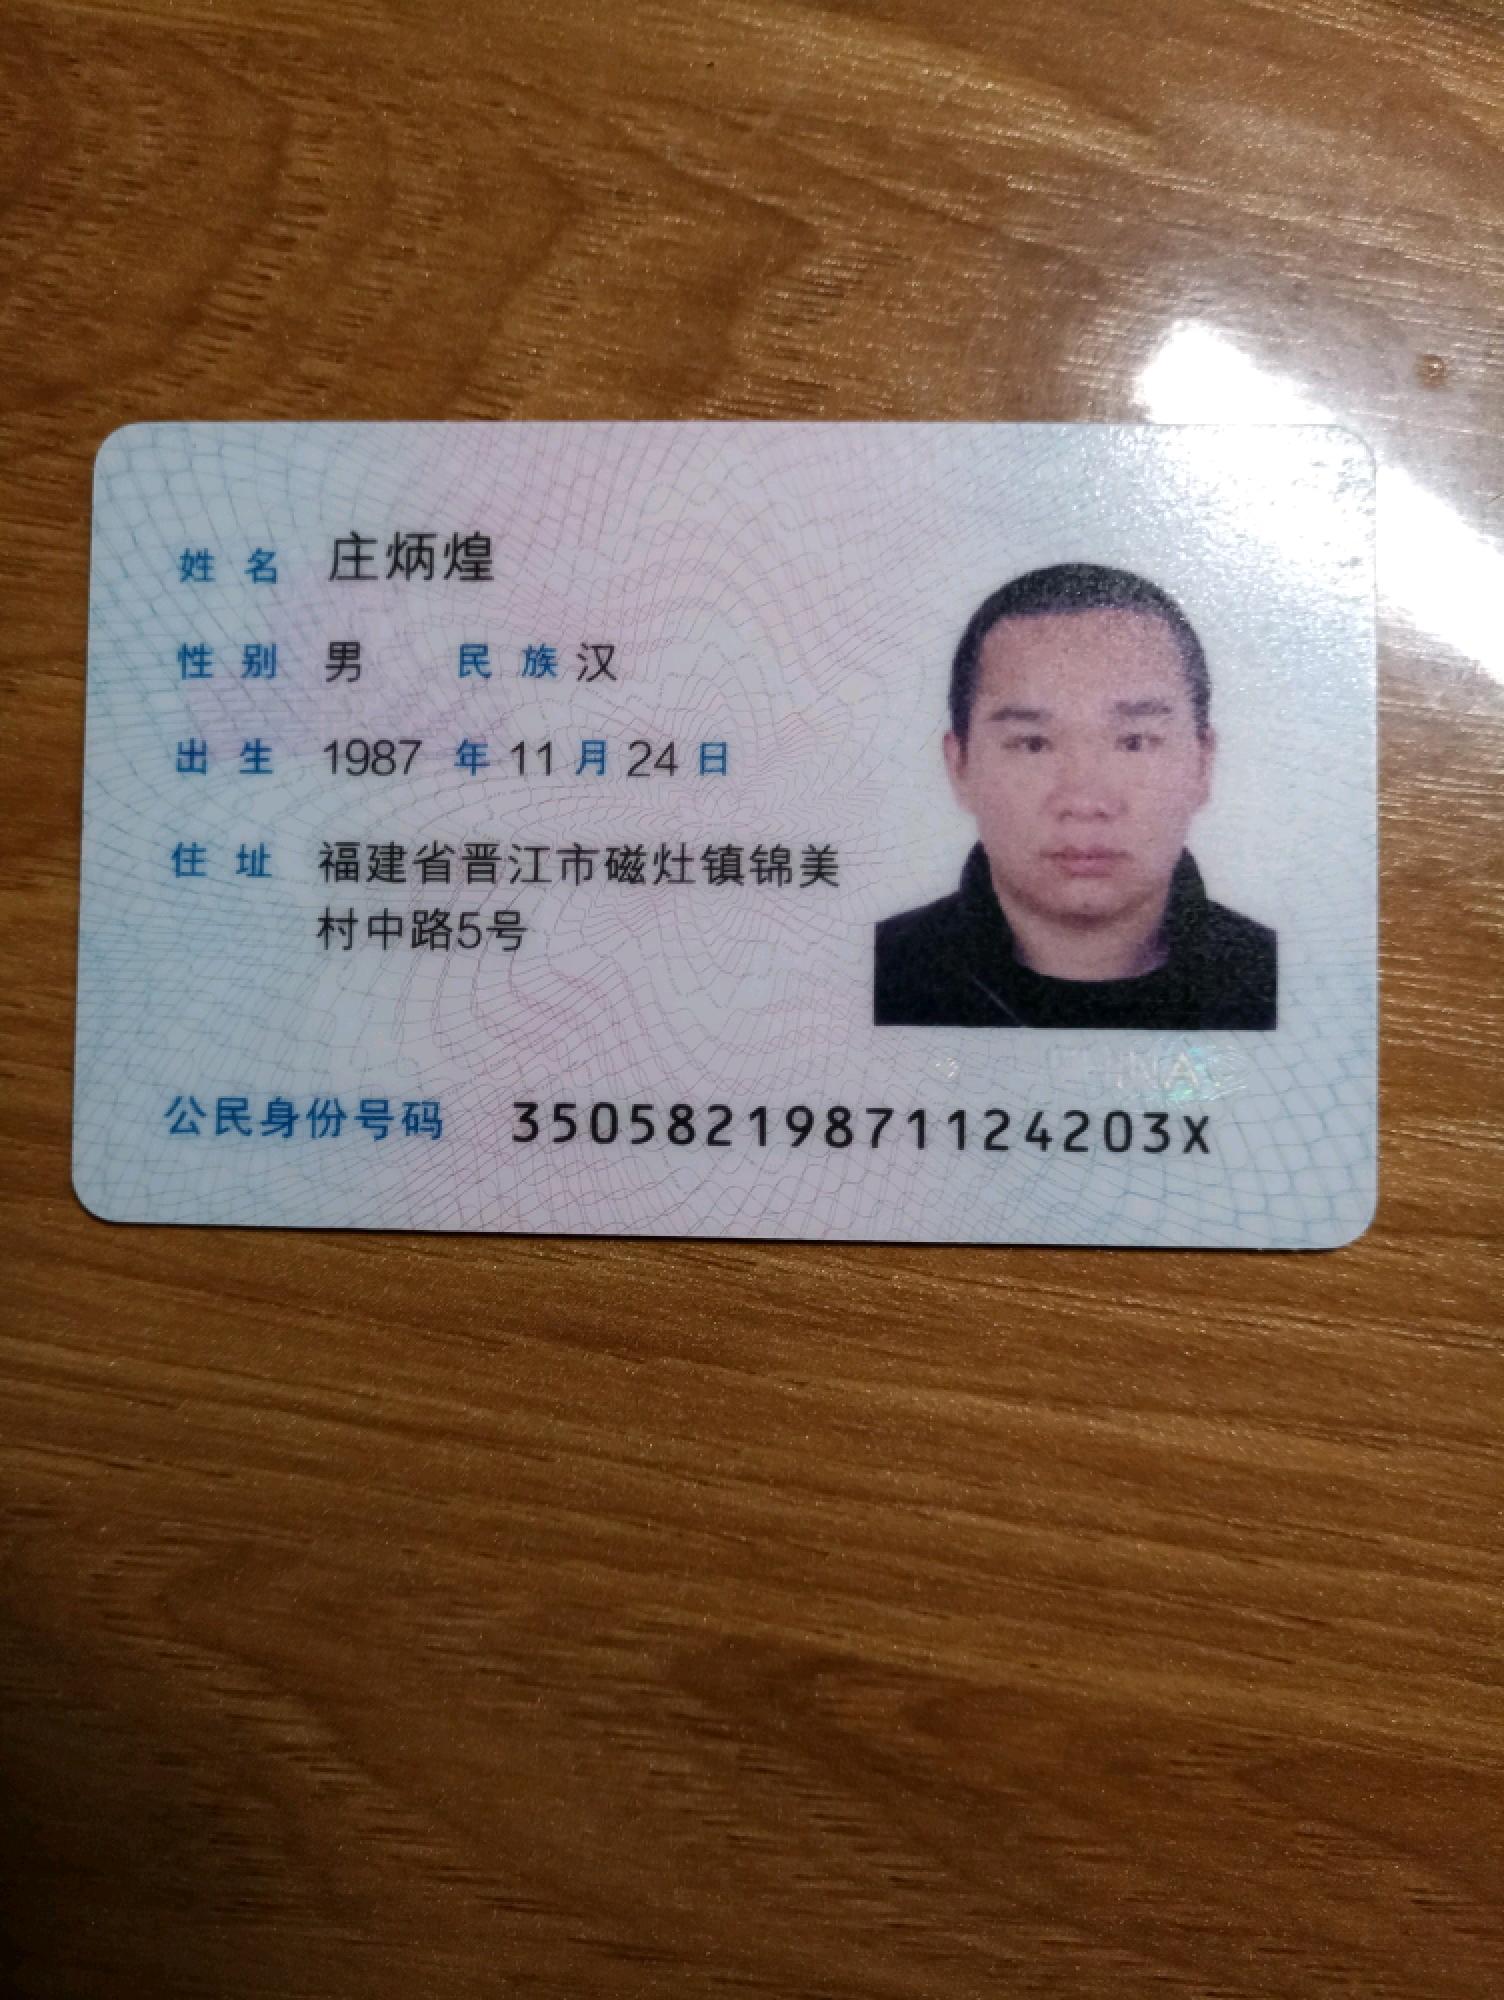 姓名 庄炳煌
性别 男 民族 汉
出生 1987 年 11 月 24 日
住址 福建省晋江市磁灶镇锦美
村中路5号
CHINA
公民身份号码 35058219871124203X